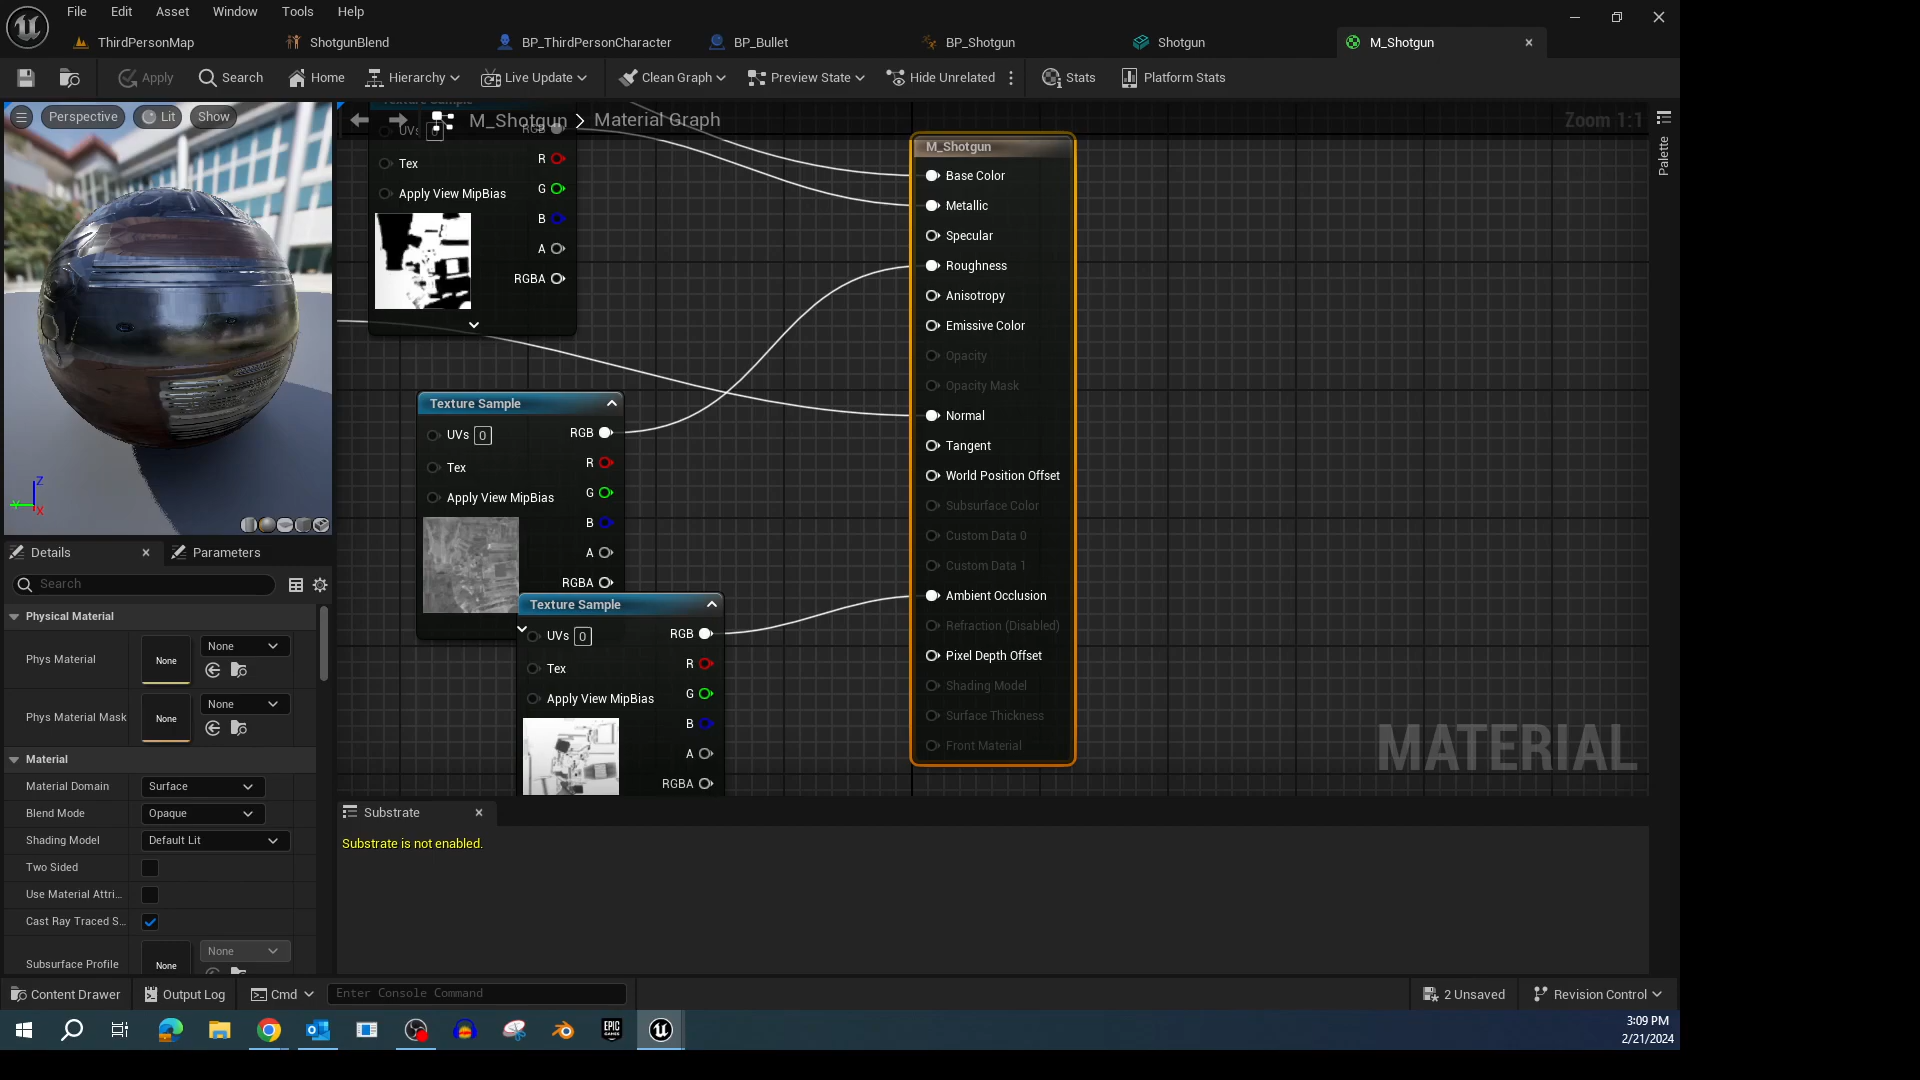 File Edit Asset Window Tools Help
ThirdPersonMap ShotgunBlend BP_ThirdPersonCharacter BP_Bullet BP_Shotgun Shotgun M_Shotgun
Apply Search Home Hierarchy Live Update Clean Graph Preview State Hide Unrelated Stats Platform Stats
Perspective Lit Show
M_Shotgun > Material Graph
Zoom 1:1
Palette
Texture Sample
UVs 0 RGB
Tex R
Apply View MipBias G
B
A
RGBA
Texture Sample
UVs 0 RGB
Tex R
Apply View MipBias G
B
A
RGBA
Texture Sample
UVs 0 RGB
Tex R
Apply View MipBias G
B
A
RGBA
M_Shotgun
Base Color
Metallic
Specular
Roughness
Anisotropy
Emissive Color
Opacity
Opacity Mask
Normal
Tangent
World Position Offset
Subsurface Color
Custom Data 0
Custom Data 1
Ambient Occlusion
Refraction (Disabled)
Pixel Depth Offset
Shading Model
Surface Thickness
Front Material
MATERIAL
Z
Y
X
Details Parameters
Search
Physical Material
Phys Material None None
Phys Material Mask None None
Material
Material Domain Surface
Blend Mode Opaque
Shading Model Default Lit
Two Sided
Use Material Attri...
Cast Ray Traced S...
Subsurface Profile None None
Substrate
Substrate is not enabled.
Content Drawer Output Log Cmd Enter Console Command 2 Unsaved Revision Control
EPIC GAMES
3:09 PM
2/21/2024